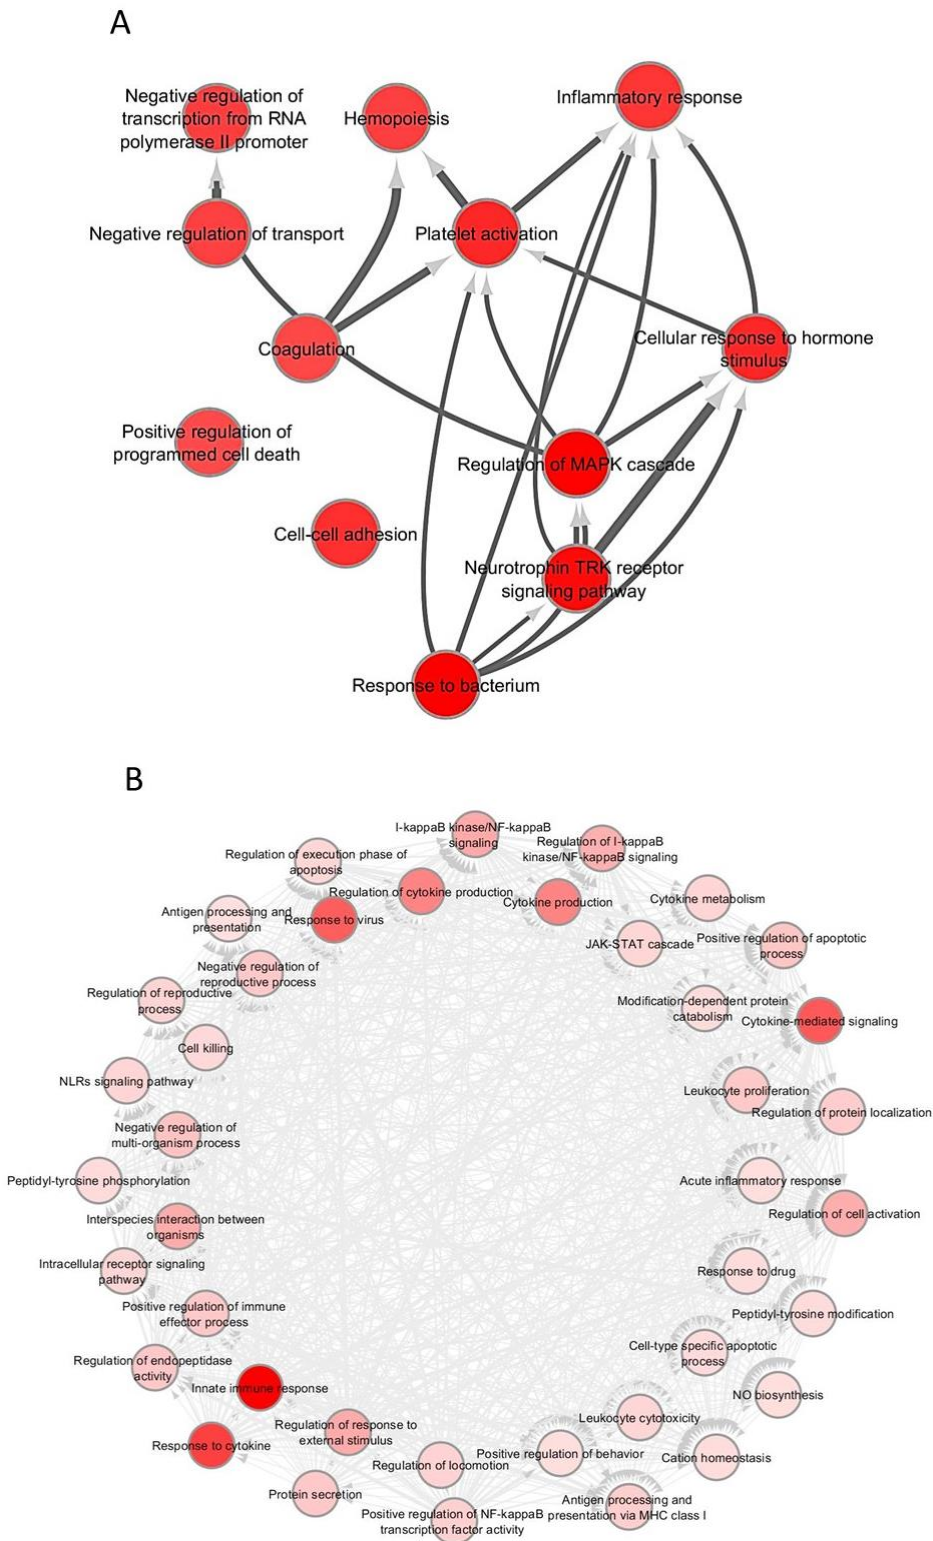 A
Negative regulation of
transcription from RNA
polymerase II promoter
Hemopoiesis
Inflammatory response
Negative regulation of transport
Platelet activation
Coagulation
Cellular response to hormone
stimulus
Positive regulation of
programmed cell death
Regulation of MAPK cascade
Cell-cell adhesion
Neurotrophin TRK receptor
signaling pathway
Response to bacterium
B
I-kappaB kinase/NF-kappaB
signaling
Regulation of I-kappaB
kinase/NF-kappaB signaling
Regulation of execution phase of
apoptosis
Regulation of cytokine production
Cytokine production
Cytokine metabolism
Antigen processing and
presentation
Response to virus
JAK-STAT cascade
Positive regulation of apoptotic
process
Negative regulation of
reproductive process
Regulation of reproductive
process
Modification-dependent protein
catabolism
Cytokine-mediated signaling
Cell killing
NLRs signaling pathway
Leukocyte proliferation
Regulation of protein localization
Negative regulation of
multi-organism process
Peptidyl-tyrosine phosphorylation
Acute inflammatory response
Interspecies interaction between
organisms
Regulation of cell activation
Intracellular receptor signaling
pathway
Response to drug
Positive regulation of immune
effector process
Peptidyl-tyrosine modification
Cell-type specific apoptotic
process
Regulation of endopeptidase
activity
Innate immune response
NO biosynthesis
Leukocyte cytotoxicity
Regulation of response to
external stimulus
Response to cytokine
Positive regulation of behavior
Cation homeostasis
Regulation of locomotion
Protein secretion
Antigen processing and
presentation via MHC class I
Positive regulation of NF-kappaB
transcription factor activity